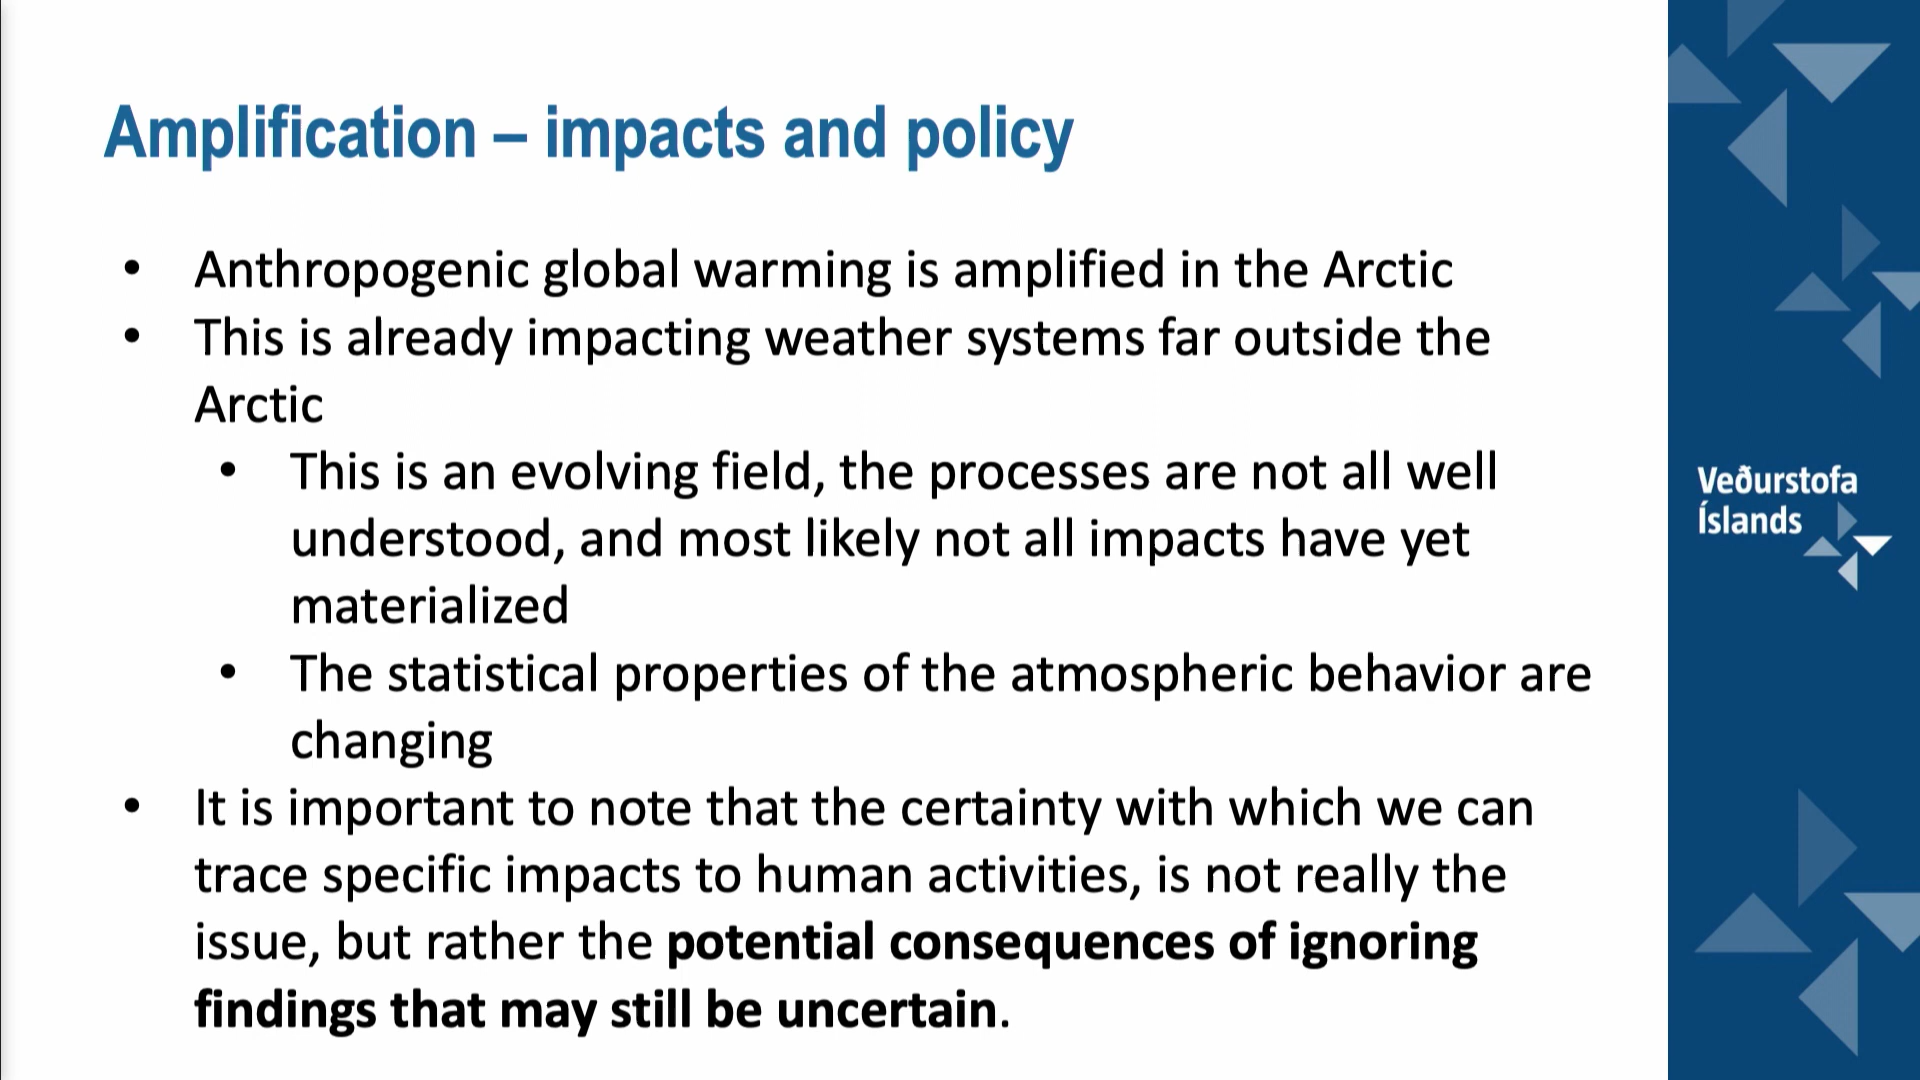 Amplification – impacts and policy
• Anthropogenic global warming is amplified in the Arctic
• This is already impacting weather systems far outside the
Arctic
• This is an evolving field, the processes are not all well
understood, and most likely not all impacts have yet
materialized
• The statistical properties of the atmospheric behavior are
changing
• It is important to note that the certainty with which we can
trace specific impacts to human activities, is not really the
issue, but rather the potential consequences of ignoring
findings that may still be uncertain.
Veðurstofa
Íslands